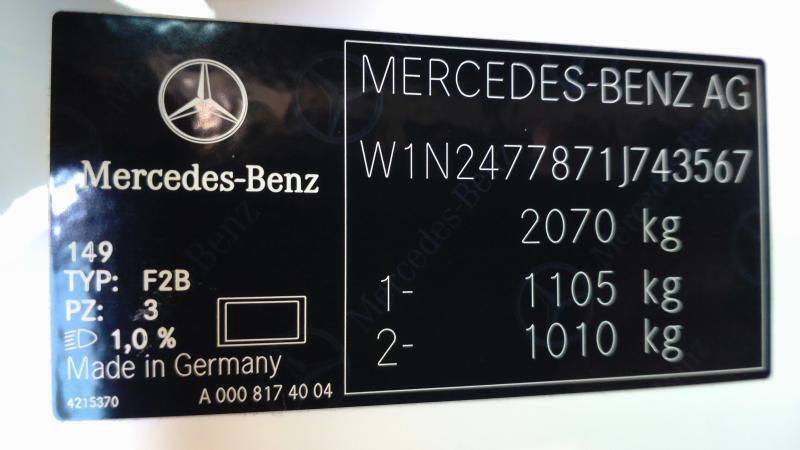 Mercedes-Benz
149
TYP: F2B
PZ: 3
1,0 %
Made in Germany
4215370
A 000 817 40 04
MERCEDES-BENZ AG
W1N2477871J743567
2070 kg
1- 1105 kg
2- 1010 kg